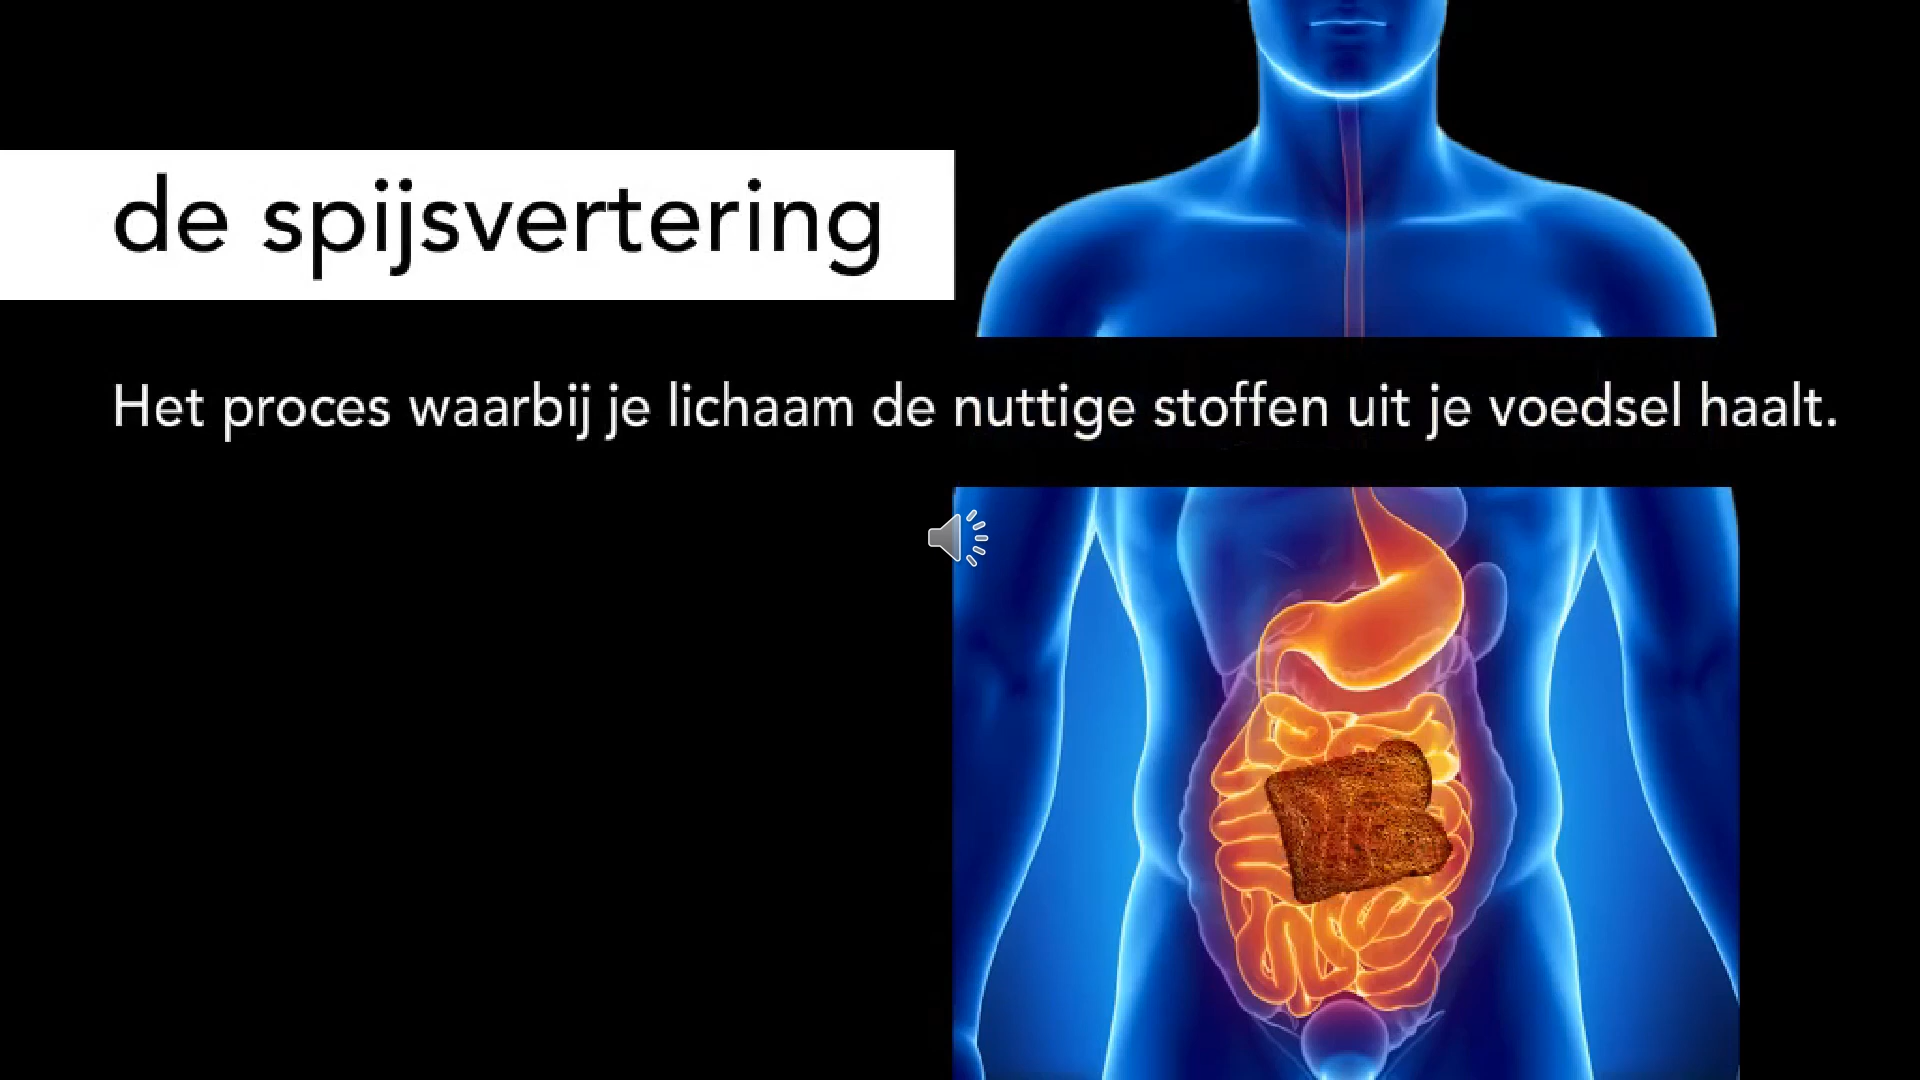 de spijsvertering
Het proces waarbij je lichaam de nuttige stoffen uit je voedsel haalt.